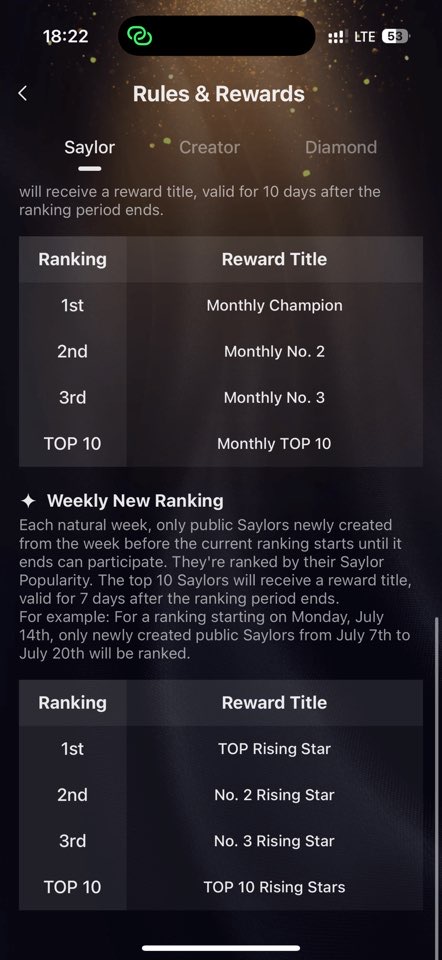 18:22
LTE
53
Rules & Rewards
Saylor
Creator
Diamond
will receive a reward title, valid for 10 days after the
ranking period ends.
Ranking
Reward Title
1st
Monthly Champion
2nd
Monthly No. 2
3rd
Monthly No. 3
TOP 10
Monthly TOP 10
Weekly New Ranking
Each natural week, only public Saylors newly created
from the week before the current ranking starts until it
ends can participate. They're ranked by their Saylor
Popularity. The top 10 Saylors will receive a reward title,
valid for 7 days after the ranking period ends.
For example: For a ranking starting on Monday, July
14th, only newly created public Saylors from July 7th to
July 20th will be ranked.
Ranking
Reward Title
1st
TOP Rising Star
2nd
No. 2 Rising Star
3rd
No. 3 Rising Star
TOP 10
TOP 10 Rising Stars